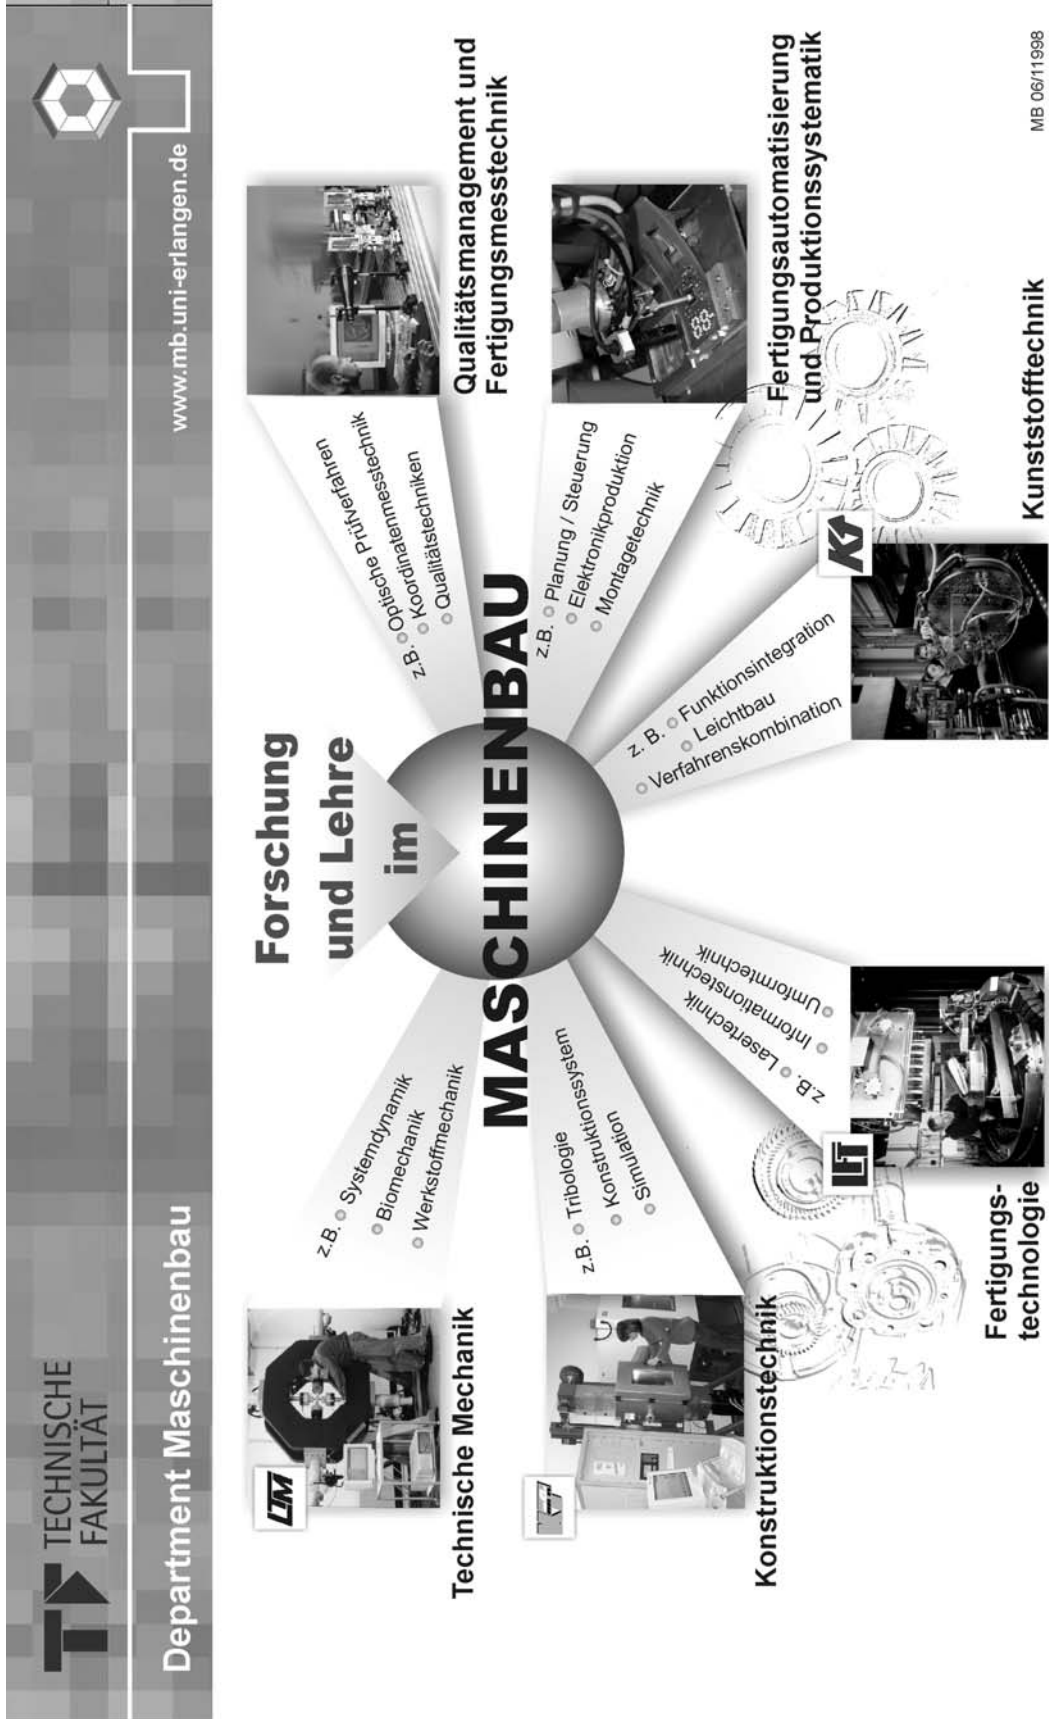 TECHNISCHE
FAKULTÄT
Department Maschinenbau
www.mb.uni-erlangen.de
Forschung
und Lehre
im
MASCHINENBAU
LTM
Technische Mechanik
z.B. Systemdynamik
Biomechanik
Werkstoffmechanik
z.B. Optische Prüfverfahren
Koordinatenmesstechnik
Qualitätstechniken
Qualitätsmanagement und
Fertigungsmesstechnik
Konstruktionstechnik
z.B. Tribologie
Konstruktionssystem
Simulation
z.B. Planung / Steuerung
Elektronikproduktion
Montagetechnik
Fertigungsautomatisierung
und Produktionssystematik
LFT
Fertigungs-
technologie
z.B. Lasertechnik
Informationstechnik
Umformtechnik
z. B. Funktionsintegration
Leichtbau
Verfahrenskombination
Kunststofftechnik
MB 06/11998